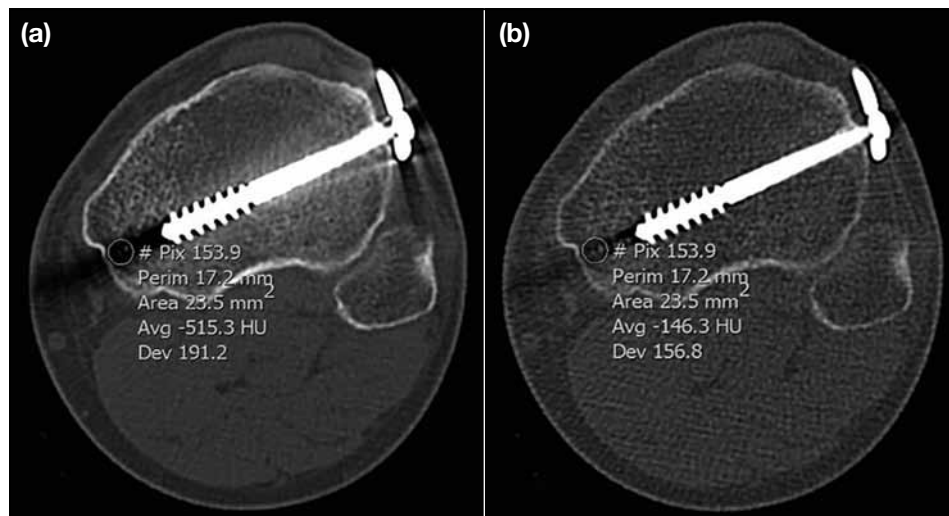 (a)
# Pix 153.9
Perim 17.2 mm
Area 23.5 mm2
Avg -515.3 HU
Dev 191.2
(b)
# Pix 153.9
Perim 17.2 mm
Area 23.5 mm2
Avg -146.3 HU
Dev 156.8